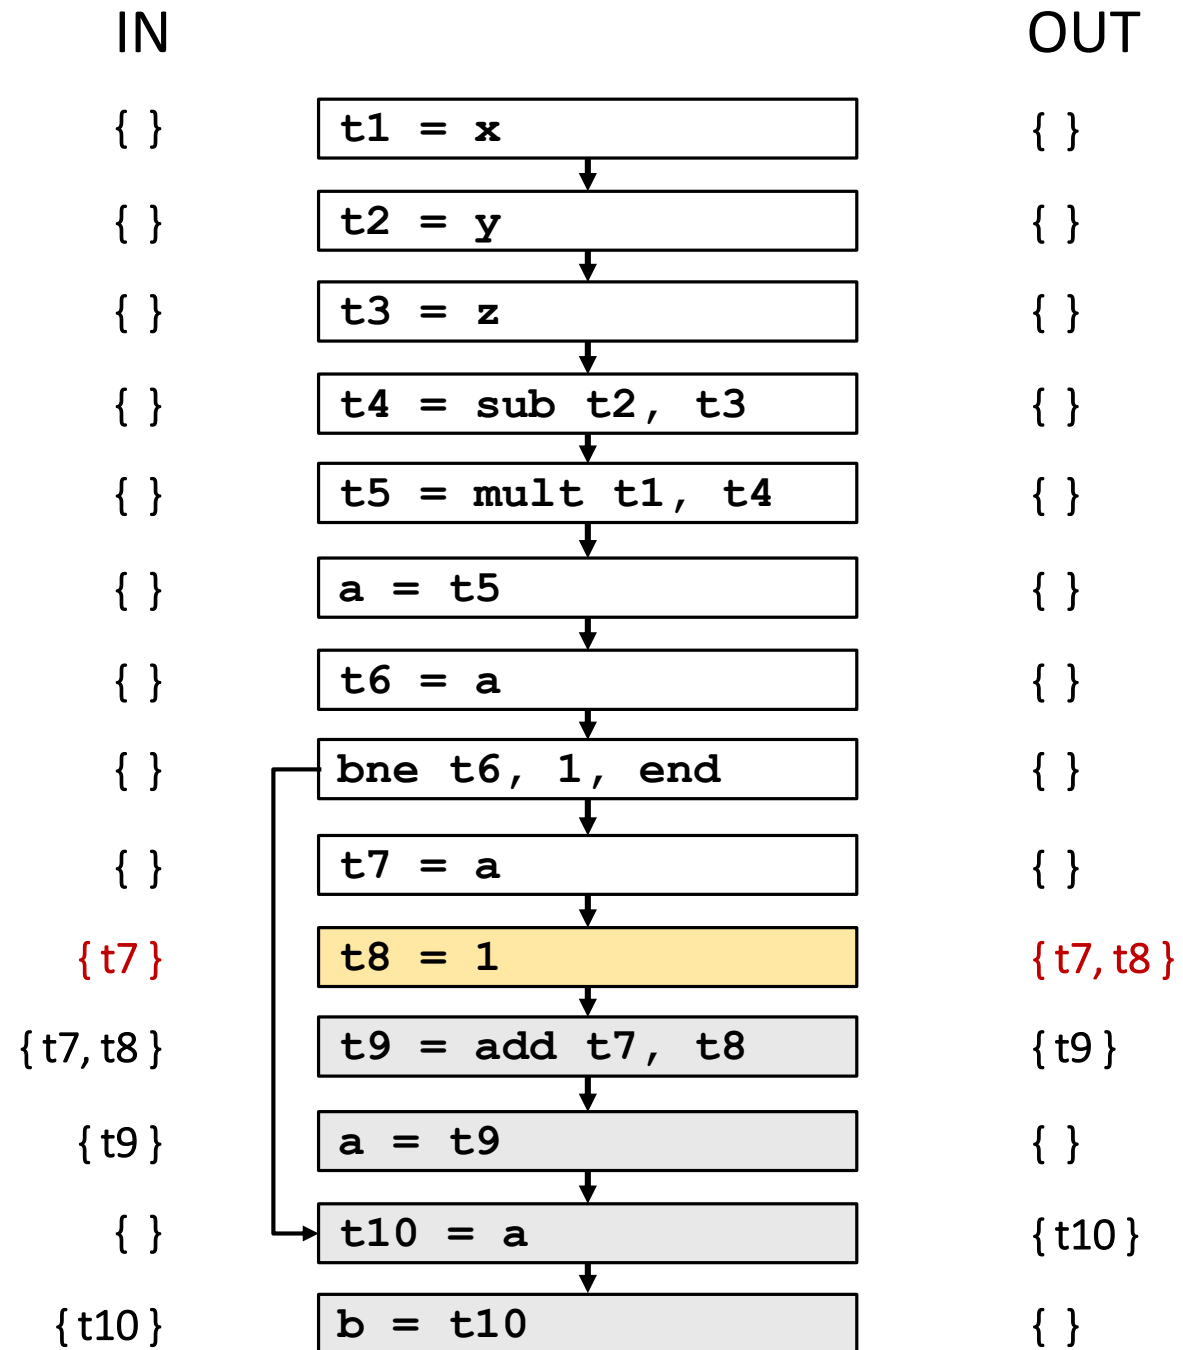 IN OUT
{ } t1 = x { }
{ } t2 = y { }
{ } t3 = z { }
{ } t4 = sub t2, t3 { }
{ } t5 = mult t1, t4 { }
{ } a = t5 { }
{ } t6 = a { }
{ } bne t6, 1, end { }
{ } t7 = a { }
{ t7 } t8 = 1 { t7, t8 }
{ t7, t8 } t9 = add t7, t8 { t9 }
{ t9 } a = t9 { }
{ } t10 = a { t10 }
{ t10 } b = t10 { }